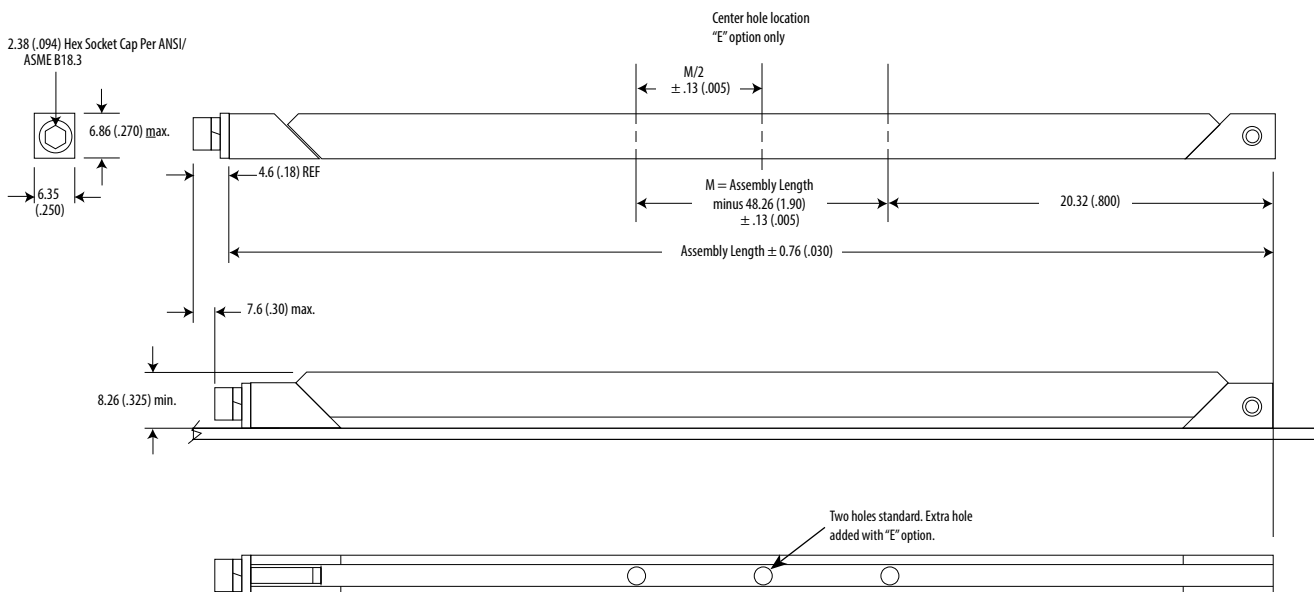 Center hole location
“E” option only
2.38 (.094) Hex Socket Cap Per ANSI/
ASME B18.3
M/2
± .13 (.005)
6.86 (.270) max.
4.6 (.18) REF
6.35
(.250)
M = Assembly Length
minus 48.26 (1.90)
± .13 (.005)
20.32 (.800)
Assembly Length ± 0.76 (.030)
7.6 (.30) max.
8.26 (.325) min.
Two holes standard. Extra hole
added with “E” option.